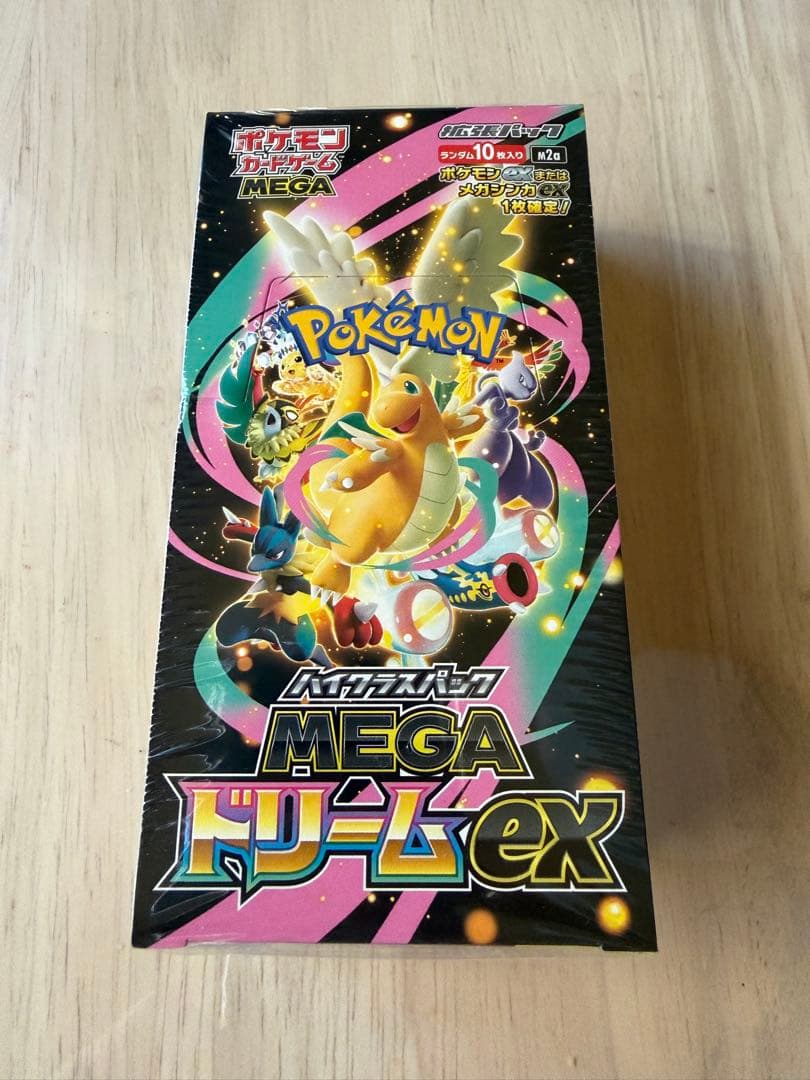 ポケモン
カードゲーム
MEGA
拡張パック
ランダム10枚入り M2a
ポケモンexまたは
メガシンカex
1枚確定!
POKéMON
TM
ハイクラスパック
MEGA
ドリームex